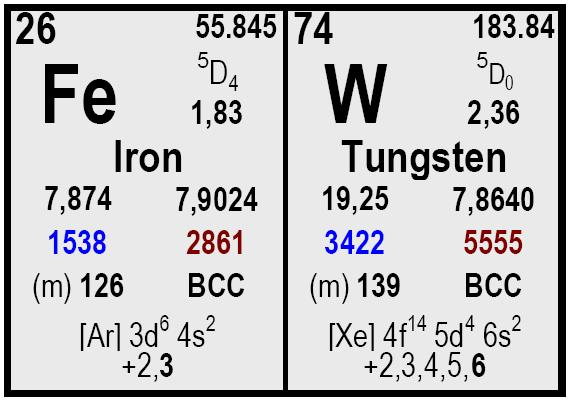 26 55.845
Fe
⁵D₄
1,83
Iron
7,874 7,9024
1538 2861
(m) 126 BCC
[Ar] 3d⁶ 4s²
+2,3
74 183.84
W
⁵D₀
2,36
Tungsten
19,25 7,8640
3422 5555
(m) 139 BCC
[Xe] 4f¹⁴ 5d⁴ 6s²
+2,3,4,5,6